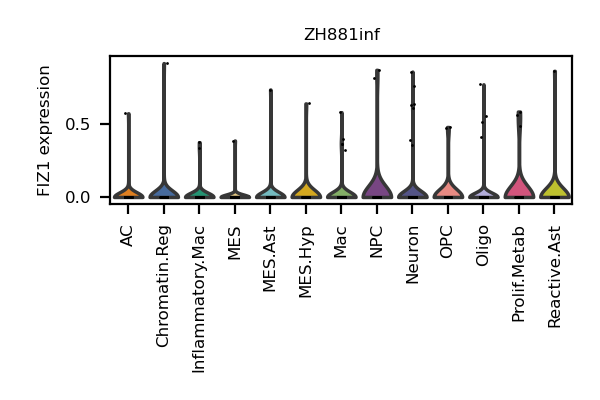 ZH881inf
FIZ1 expression
0.5
0.0
AC
Chromatin.Reg
Inflammatory.Mac
MES
MES.Ast
MES.Hyp
Mac
NPC
Neuron
OPC
Oligo
Prolif.Metab
Reactive.Ast